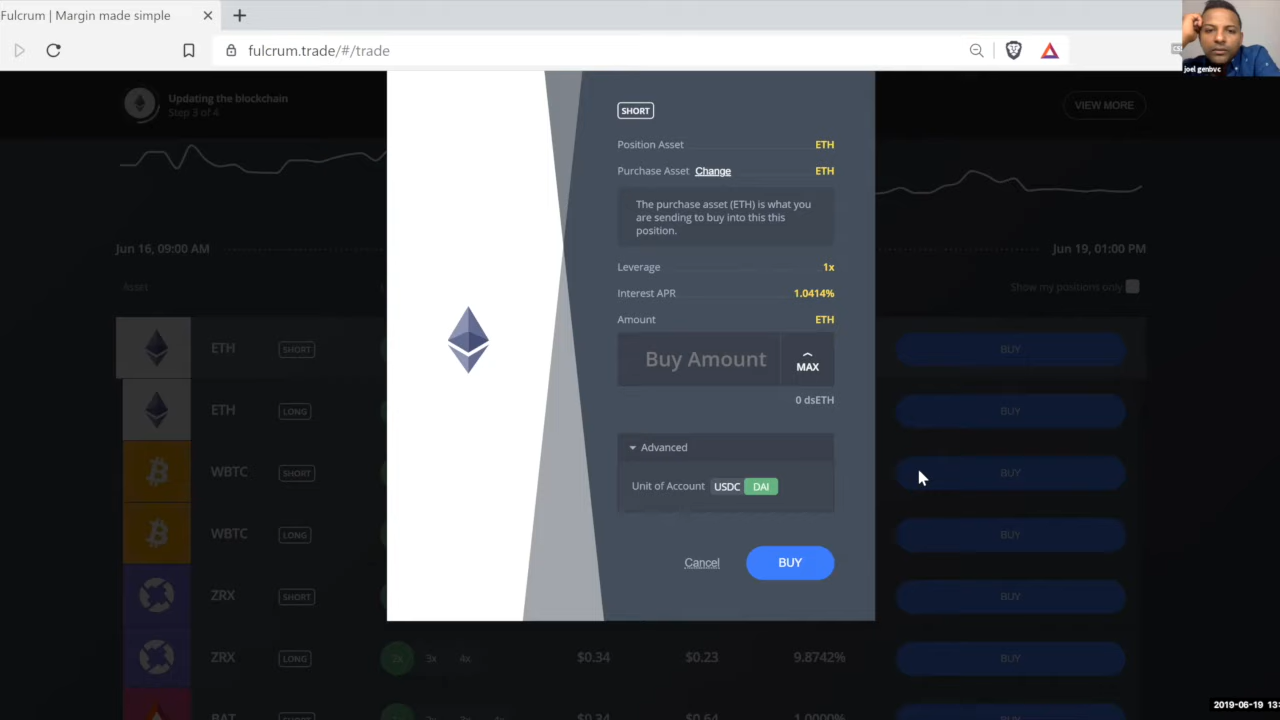 Fulcrum | Margin made simple
fulcrum.trade/#/trade
joel genbvc
Updating the blockchain
Step 3 of 4
VIEW MORE
SHORT
Position Asset ETH
Purchase Asset Change ETH
The purchase asset (ETH) is what you
are sending to buy into this this
position.
Jun 16, 09:00 AM
Jun 19, 01:00 PM
Leverage 1x
Asset
Show my positions only
Interest APR 1.0414%
Amount ETH
Buy Amount
MAX
0 dsETH
ETH SHORT BUY
ETH LONG BUY
Advanced
Unit of Account USDC DAI
WBTC SHORT BUY
WBTC LONG BUY
Cancel BUY
ZRX SHORT BUY
ZRX LONG 2x 3x 4x $0.34 $0.23 9.8742% BUY
BAT SHORT $0.34 $0.64 1.0000% BUY
2019-06-19 13